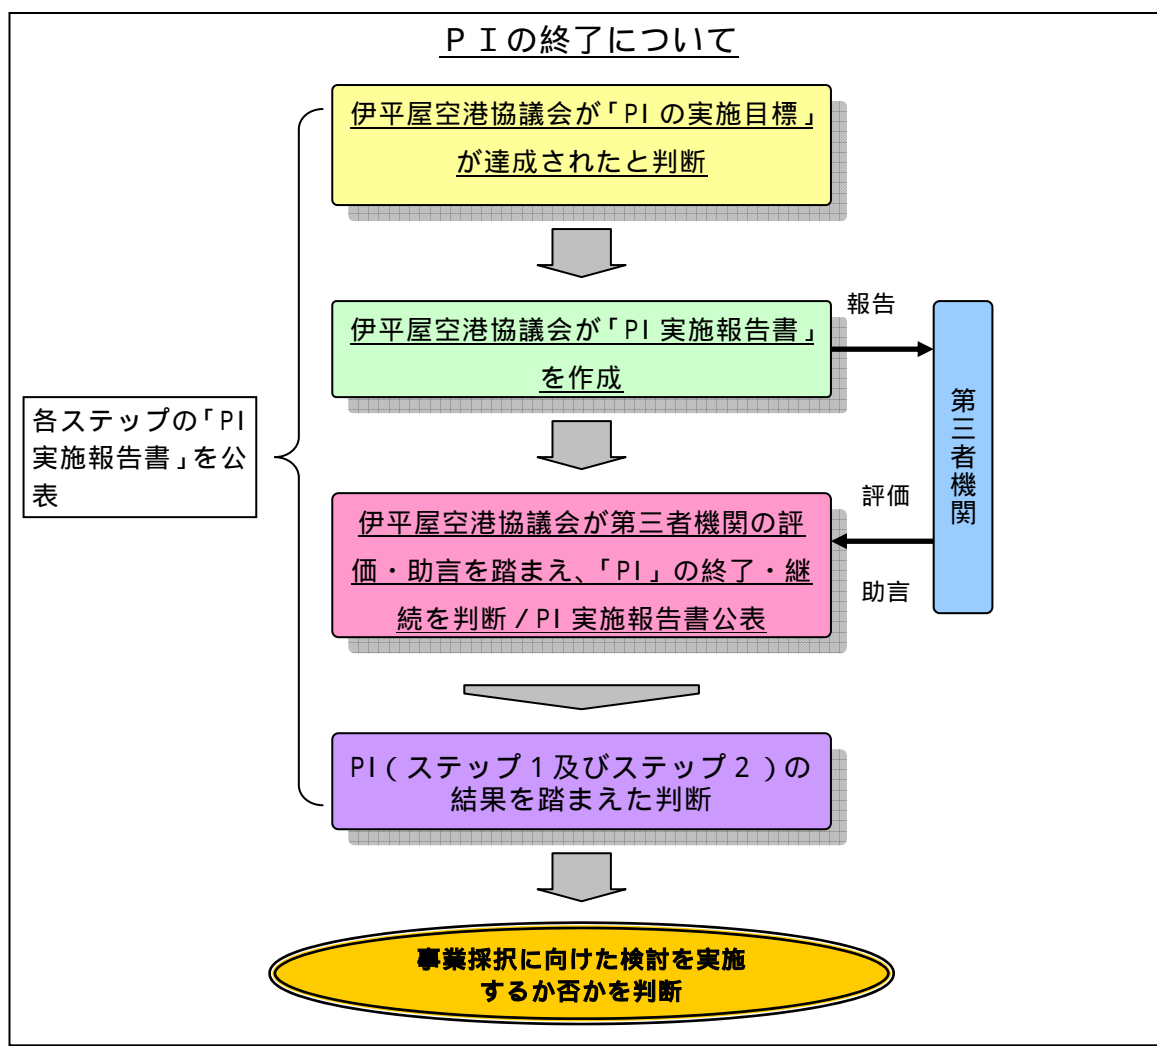 ＰＩの終了について
伊平屋空港協議会が「PI の実施目標」
が達成されたと判断
伊平屋空港協議会が「PI 実施報告書」
を作成
報告
第三者機関
各ステップの「PI
実施報告書」を公
表
伊平屋空港協議会が第三者機関の評
価・助言を踏まえ、「PI」の終了・継
続を判断／PI 実施報告書公表
評価
助言
PI（ステップ１及びステップ２）の
結果を踏まえた判断
事業採択に向けた検討を実施
するか否かを判断